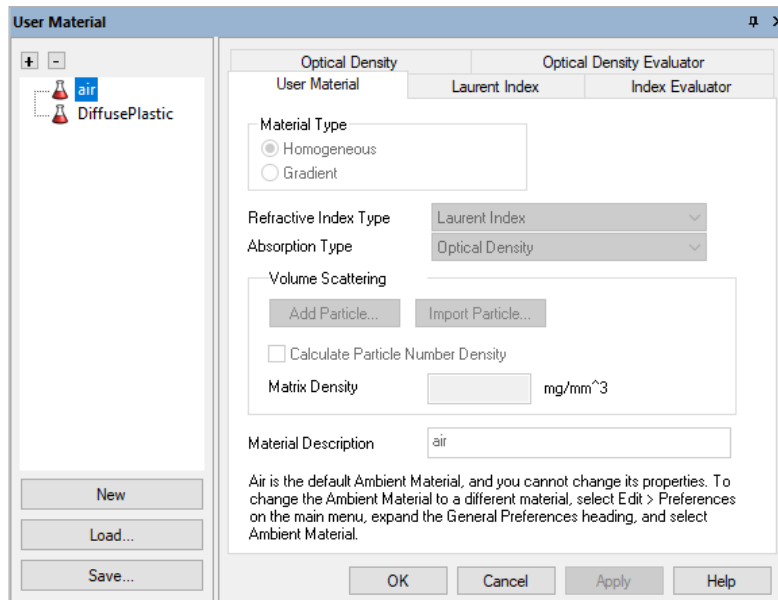 User Material
+ -
air
DiffusePlastic
New
Load...
Save...
Optical Density Optical Density Evaluator
User Material Laurent Index Index Evaluator
Material Type
Homogeneous
Gradient
Refractive Index Type Laurent Index
Absorption Type Optical Density
Volume Scattering
Add Particle... Import Particle...
Calculate Particle Number Density
Matrix Density mg/mm^3
Material Description air
Air is the default Ambient Material, and you cannot change its properties. To
change the Ambient Material to a different material, select Edit > Preferences
on the main menu, expand the General Preferences heading, and select
Ambient Material.
OK Cancel Apply Help